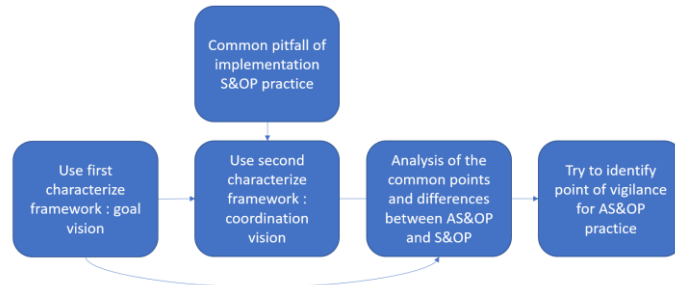 Common pitfall of
implementation
S&OP practice
Use first
characterize
framework : goal
vision
Use second
characterize
framework :
coordination
vision
Analysis of the
common points
and differences
between AS&OP
and S&OP
Try to identify
point of vigilance
for AS&OP
practice